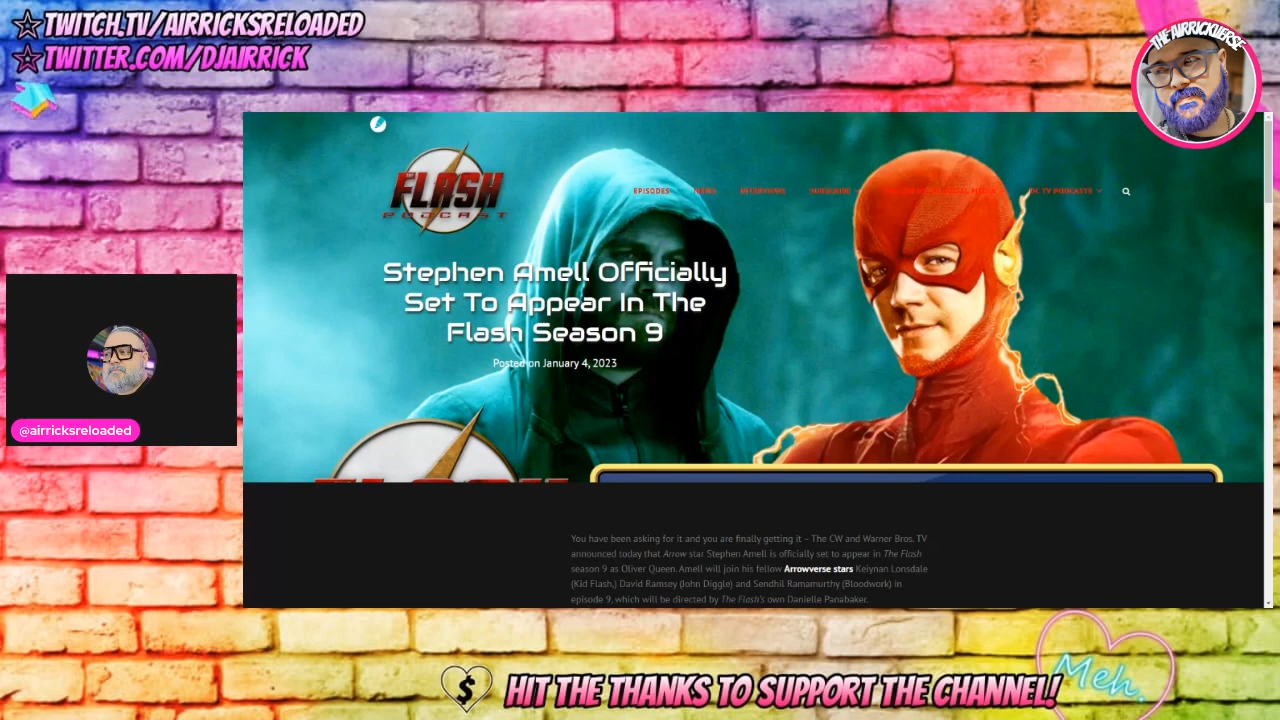 TWITCH.TV/AIRRICKSRELOADED
TWITTER.COM/DJAIRRICK
THE AIRRICKVERSE
THE
FLASH
PODCAST
EPISODES NEWS INTERVIEWS DC TV PODCASTS
Stephen Amell Officially
Set To Appear In The
Flash Season 9
Posted on January 4, 2023
@airricksreloaded
You have been asking for it and you are finally getting it – The CW and Warner Bros. TV
announced today that Arrow star Stephen Amell is officially set to appear in The Flash
season 9 as Oliver Queen. Amell will join his fellow Arrowverse stars Keiynan Lonsdale
(Kid Flash,) David Ramsey (John Diggle) and Sendhil Ramamurthy (Bloodwork) in
episode 9, which will be directed by The Flash's own Danielle Panabaker.
$ HIT THE THANKS TO SUPPORT THE CHANNEL!
Meh.